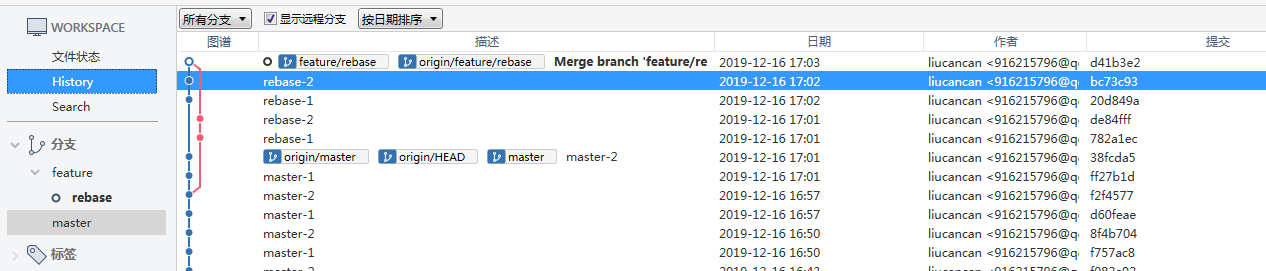 WORKSPACE
文件状态
History
Search
分支
feature
rebase
master
标签
所有分支 显示远程分支 按日期排序
图谱 描述 日期 作者 提交
feature/rebase origin/feature/rebase Merge branch 'feature/re 2019-12-16 17:03 liucancan <916215796@q d41b3e2
rebase-2 2019-12-16 17:02 liucancan <916215796@q bc73c93
rebase-1 2019-12-16 17:02 liucancan <916215796@q 20d849a
rebase-2 2019-12-16 17:01 liucancan <916215796@q de84fff
rebase-1 2019-12-16 17:01 liucancan <916215796@q 782a1ec
origin/master origin/HEAD master master-2 2019-12-16 17:01 liucancan <916215796@q 38fcda5
master-1 2019-12-16 17:01 liucancan <916215796@q ff27b1d
master-2 2019-12-16 16:57 liucancan <916215796@q f2f4577
master-1 2019-12-16 16:57 liucancan <916215796@q d60feae
master-2 2019-12-16 16:50 liucancan <916215796@q 8f4b704
master-1 2019-12-16 16:50 liucancan <916215796@q f757ac8